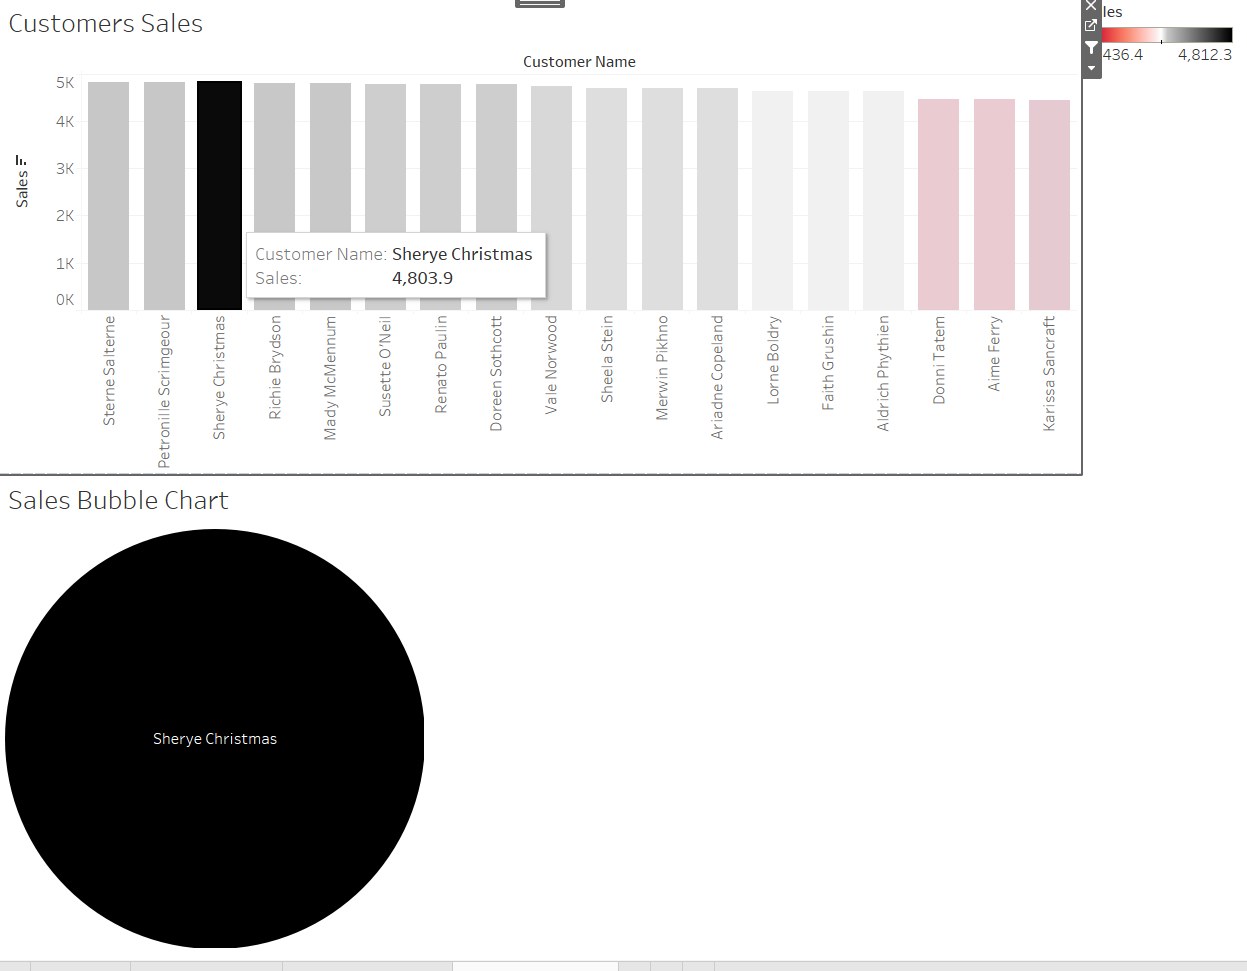 Customers Sales
Customer Name
5K
4K
3K
2K
1K
0K
Sales
Customer Name: Sherye Christmas
Sales: 4,803.9
Sterne Salterne
Petronille Scrimgeour
Sherye Christmas
Richie Brydson
Mady McMennum
Susette O'Neil
Renato Paulin
Doreen Sothcott
Vale Norwood
Sheela Stein
Merwin Pikhno
Ariadne Copeland
Lorne Boldry
Faith Grushin
Aldrich Phythien
Donni Tatem
Aime Ferry
Karissa Sancraft
les
436.4 4,812.3
Sales Bubble Chart
Sherye Christmas